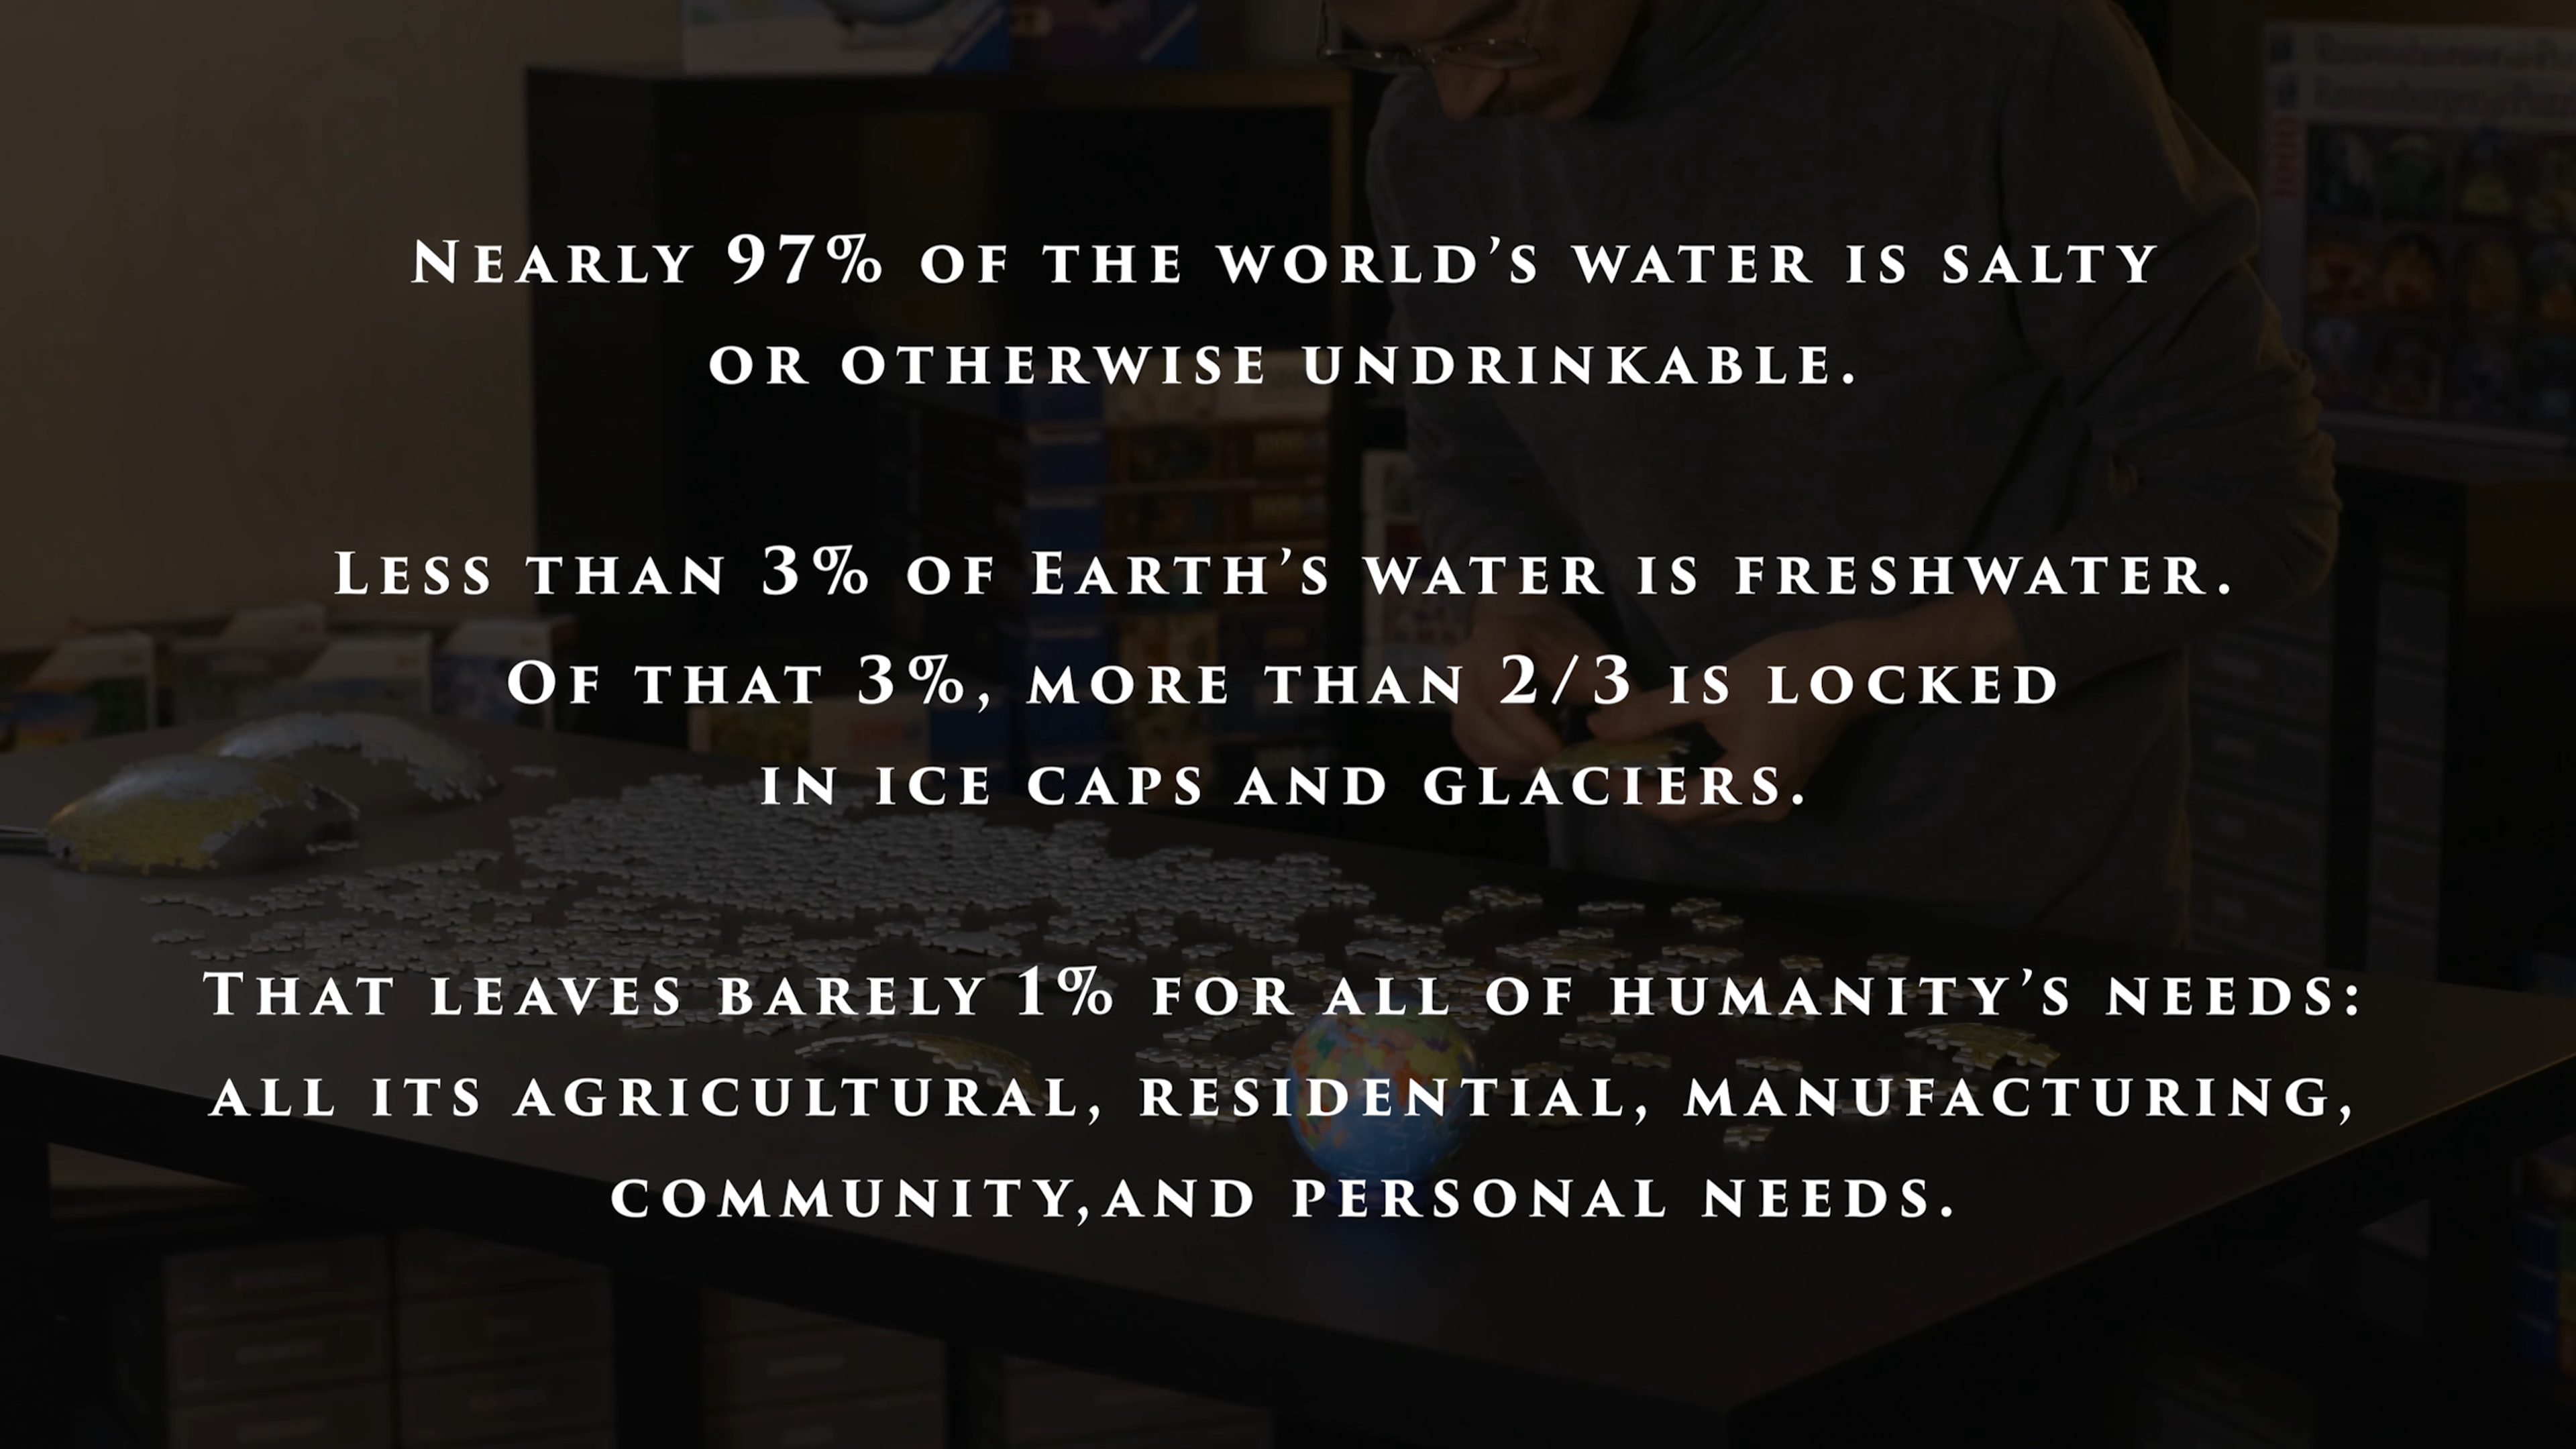 Nearly 97% of the world’s water is salty
or otherwise undrinkable.
Less than 3% of Earth’s water is freshwater.
Of that 3%, more than 2/3 is locked
in ice caps and glaciers.
That leaves barely 1% for all of humanity’s needs:
all its agricultural, residential, manufacturing,
community,and personal needs.